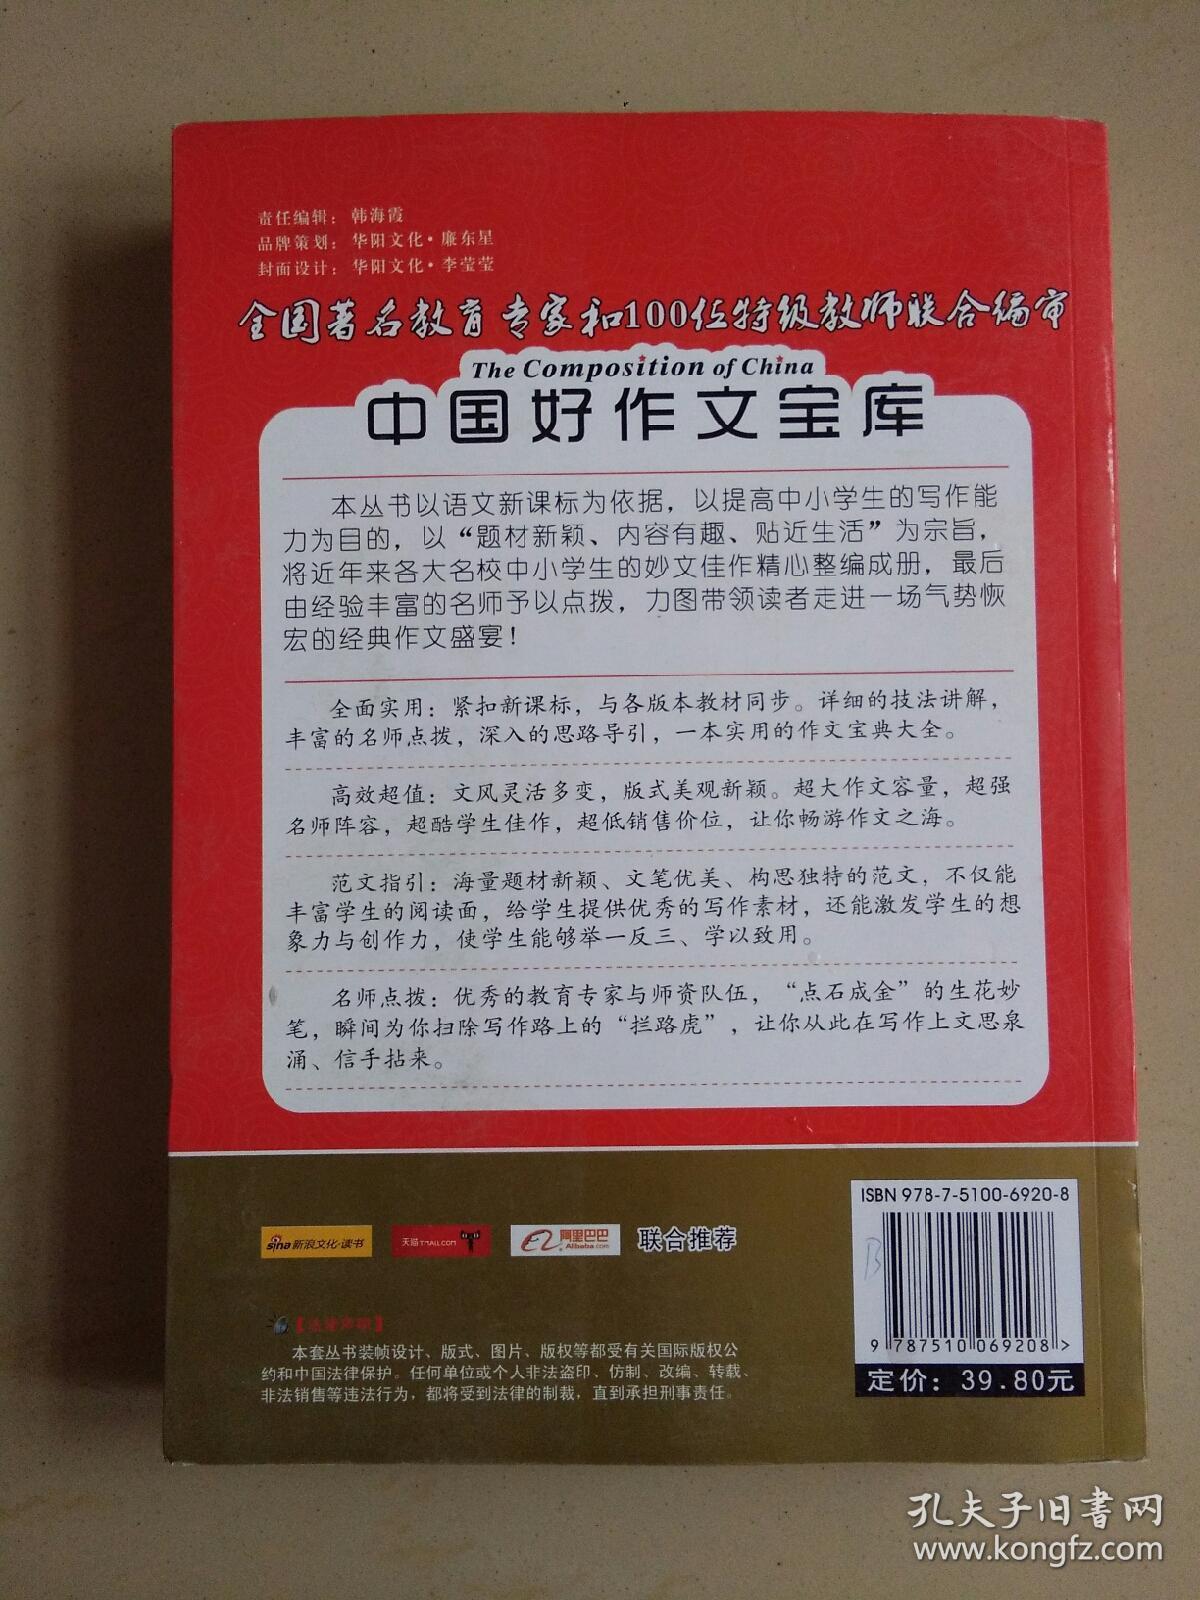 责任编辑：韩海霞
品牌策划：华阳文化·廉东星
封面设计：华阳文化·李莹莹
全国著名教育专家和100位特级教师联合编审
The Composition of China
中国好作文宝库
本丛书以语文新课标为依据，以提高中小学生的写作能
力为目的，以“题材新颖、内容有趣、贴近生活”为宗旨，
将近年来各大名校中小学生的妙文佳作精心整编成册，最后
由经验丰富的名师予以点拨，力图带领读者走进一场气势恢
宏的经典作文盛宴！
全面实用：紧扣新课标，与各版本教材同步。详细的技法讲解，
丰富的名师点拨，深入的思路导引，一本实用的作文宝典大全。
高效超值：文风灵活多变，版式美观新颖。超大作文容量，超强
名师阵容，超酷学生佳作，超低销售价位，让你畅游作文之海。
范文指引：海量题材新颖、文笔优美、构思独特的范文，不仅能
丰富学生的阅读面，给学生提供优秀的写作素材，还能激发学生的想
象力与创作力，使学生能够举一反三、学以致用。
名师点拨：优秀的教育专家与师资队伍，“点石成金”的生花妙
笔，瞬间为你扫除写作路上的“拦路虎”，让你从此在写作上文思泉
涌、信手拈来。
sina新浪文化·读书 天猫TMALL.COM 阿里巴巴 Alibaba.com 联合推荐
【法律声明】
本套丛书装帧设计、版式、图片、版权等都受有关国际版权公
约和中国法律保护。任何单位或个人非法盗印、仿制、改编、转载、
非法销售等违法行为，都将受到法律的制裁，直到承担刑事责任。
ISBN 978-7-5100-6920-8
B
9 787510 069208 >
定价：39.80元
孔夫子旧书网
www.kongfz.com